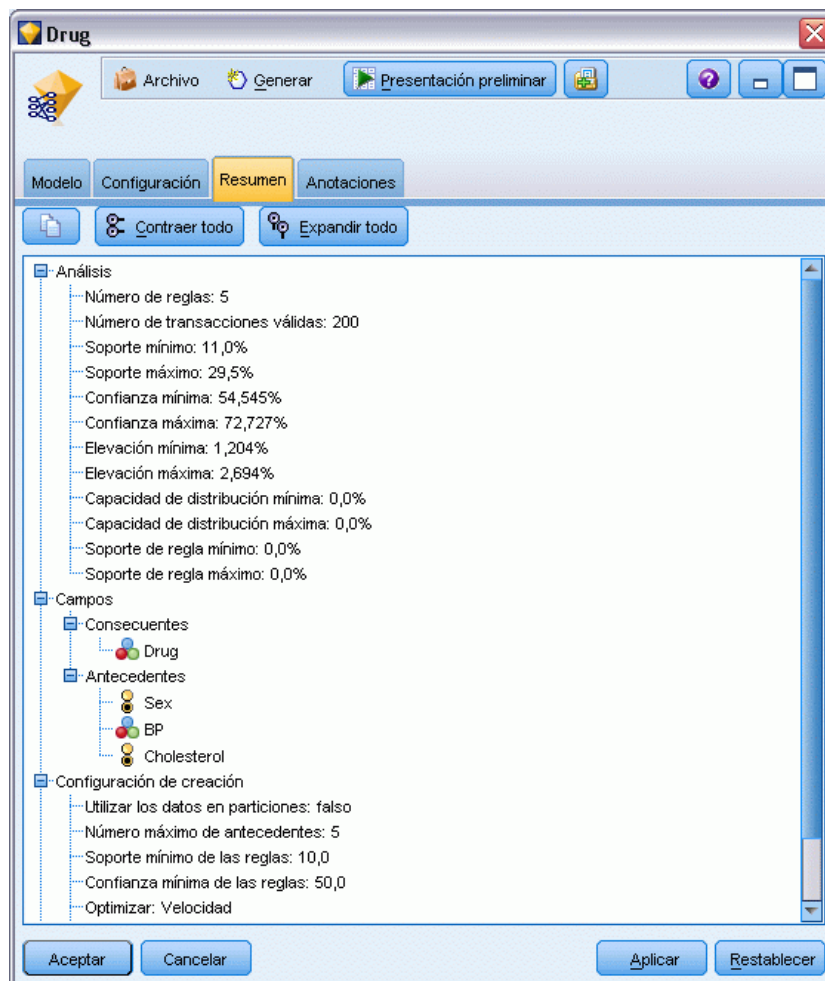 Drug
Archivo Generar Presentación preliminar
Modelo Configuración Resumen Anotaciones
Contraer todo Expandir todo
Análisis
Número de reglas: 5
Número de transacciones válidas: 200
Soporte mínimo: 11,0%
Soporte máximo: 29,5%
Confianza mínima: 54,545%
Confianza máxima: 72,727%
Elevación mínima: 1,204%
Elevación máxima: 2,694%
Capacidad de distribución mínima: 0,0%
Capacidad de distribución máxima: 0,0%
Soporte de regla mínimo: 0,0%
Soporte de regla máximo: 0,0%
Campos
Consecuentes
Drug
Antecedentes
Sex
BP
Cholesterol
Configuración de creación
Utilizar los datos en particiones: falso
Número máximo de antecedentes: 5
Soporte mínimo de las reglas: 10,0
Confianza mínima de las reglas: 50,0
Optimizar: Velocidad
Aceptar Cancelar Aplicar Restablecer